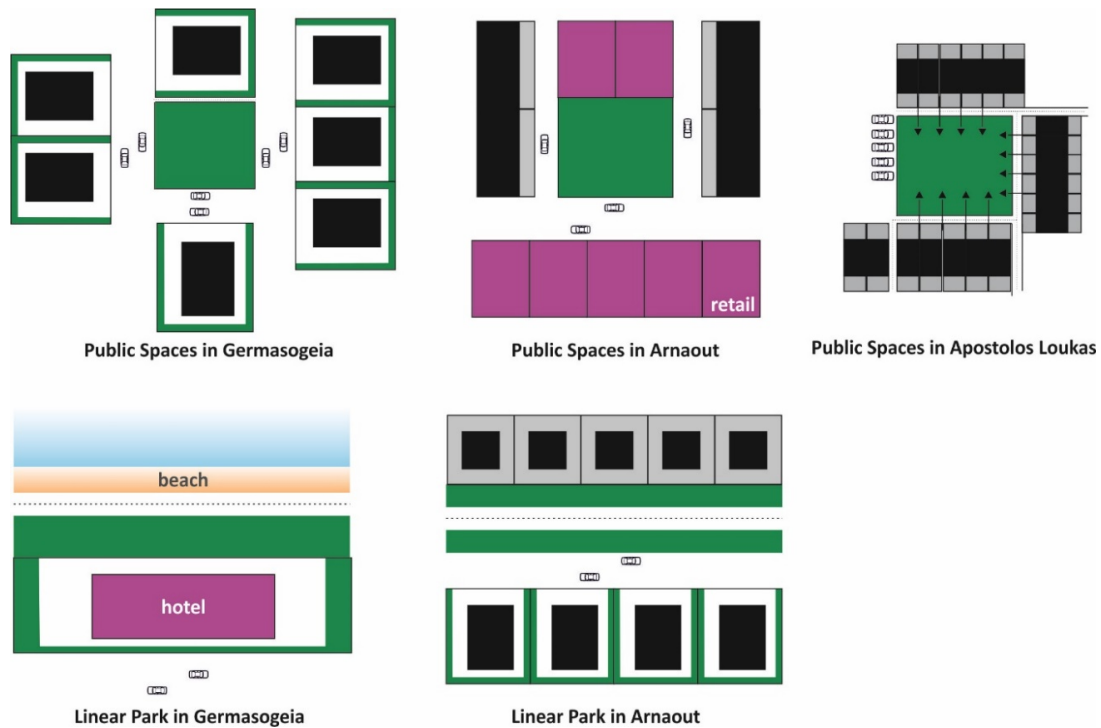 retail
Public Spaces in Germasogeia
Public Spaces in Arnaout
Public Spaces in Apostolos Loukas
beach
hotel
Linear Park in Germasogeia
Linear Park in Arnaout